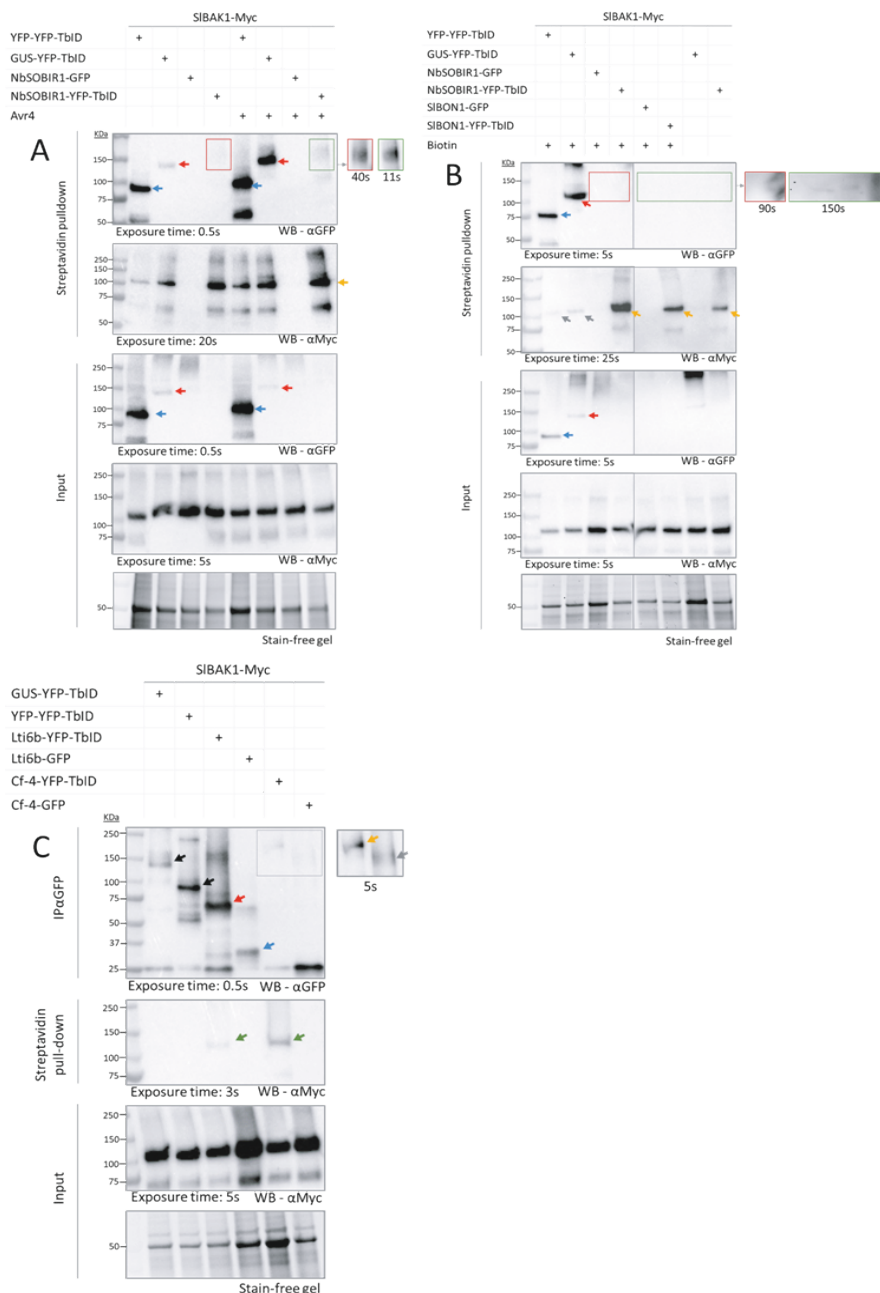 SlBAK1-Myc
YFP-YFP-TbID + +
GUS-YFP-TbID + +
NbSOBIR1-GFP + +
NbSOBIR1-YFP-TbID + +
Avr4 + + + +
A
KDa
150
100
75
50
40s 11s
Exposure time: 0.5s WB - αGFP
Streptavidin pulldown
250
150
100
50
Exposure time: 20s WB - αMyc
250
150
100
75
Exposure time: 0.5s WB - αGFP
Input
250
150
100
75
Exposure time: 5s WB - αMyc
50
Stain-free gel
SlBAK1-Myc
YFP-YFP-TbID +
GUS-YFP-TbID + +
NbSOBIR1-GFP +
NbSOBIR1-YFP-TbID + +
SlBON1-GFP +
SlBON1-YFP-TbID +
Biotin + + + + + +
B
KDa
150
100
75
50
90s 150s
Exposure time: 5s WB - αGFP
Streptavidin pulldown
250
150
100
50
Exposure time: 25s WB - αMyc
250
150
100
75
Exposure time: 5s WB - αGFP
Input
250
150
100
75
Exposure time: 5s WB - αMyc
50
Stain-free gel
SlBAK1-Myc
GUS-YFP-TbID +
YFP-YFP-TbID +
Lti6b-YFP-TbID +
Lti6b-GFP +
Cf-4-YFP-TbID +
Cf-4-GFP +
C
KDa
250
150
100
75
50
37
25
5s
IPαGFP
Exposure time: 0.5s WB - αGFP
Streptavidin
pull-down
250
150
100
75
Exposure time: 3s WB - αMyc
250
150
100
75
Exposure time: 5s WB - αMyc
Input
50
Stain-free gel